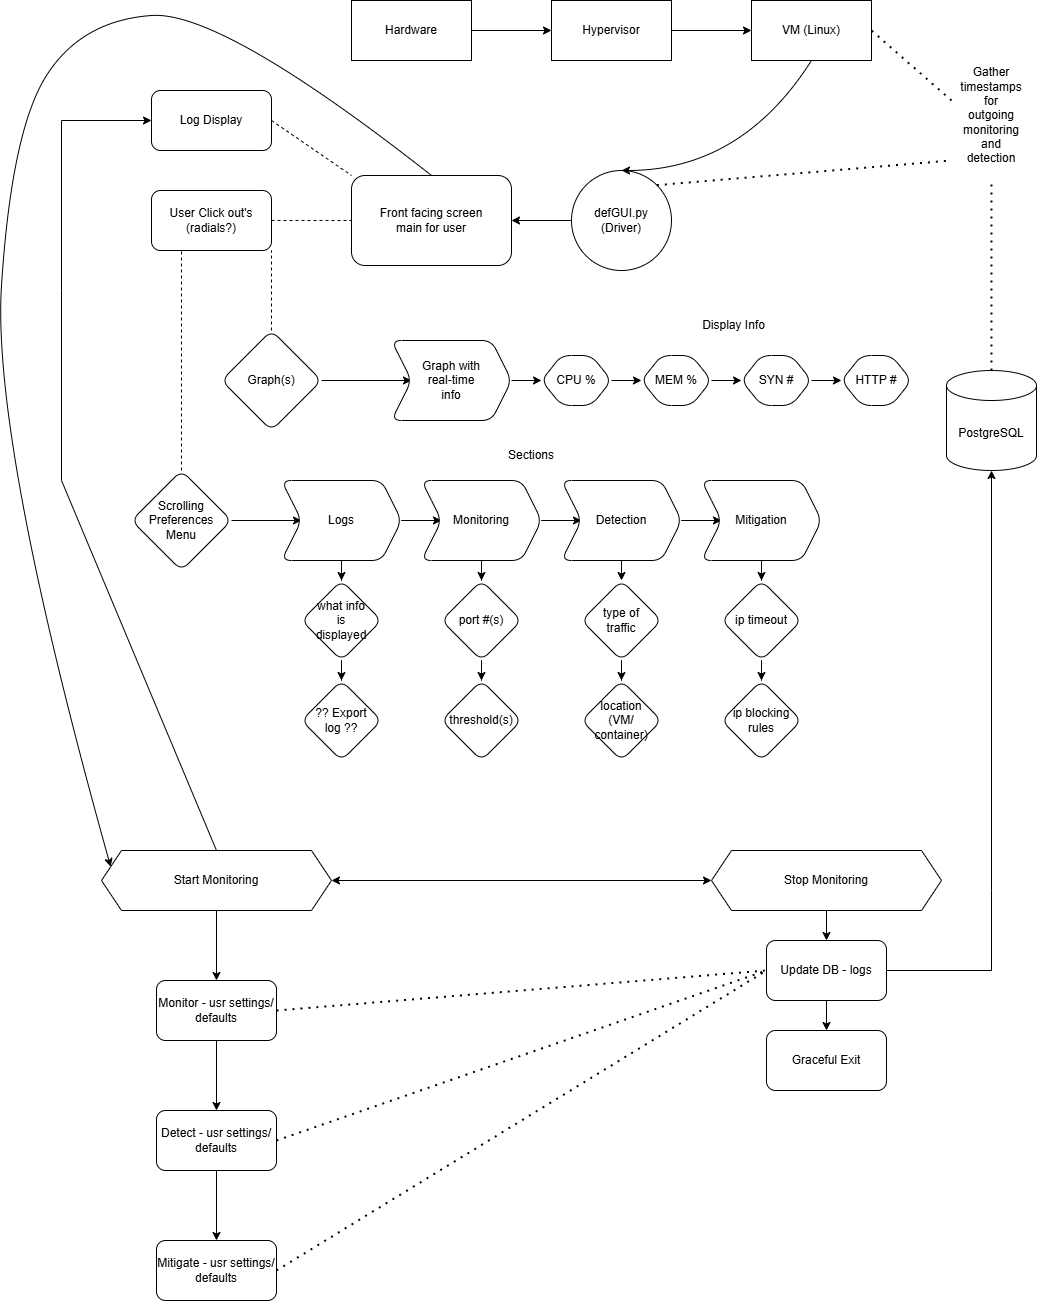 Hardware
Hypervisor
VM (Linux)
Gather
timestamps
for
outgoing
monitoring
and
detection
Log Display
User Click out's
(radials?)
Front facing screen
main for user
defGUI.py
(Driver)
Display Info
Graph(s)
Graph with
real-time
info
CPU %
MEM %
SYN #
HTTP #
PostgreSQL
Sections
Scrolling
Preferences
Menu
Logs
Monitoring
Detection
Mitigation
what info
is
displayed
port #(s)
type of
traffic
ip timeout
?? Export
log ??
threshold(s)
location
(VM/
container)
ip blocking
rules
Start Monitoring
Stop Monitoring
Update DB - logs
Monitor - usr settings/
defaults
Graceful Exit
Detect - usr settings/
defaults
Mitigate - usr settings/
defaults